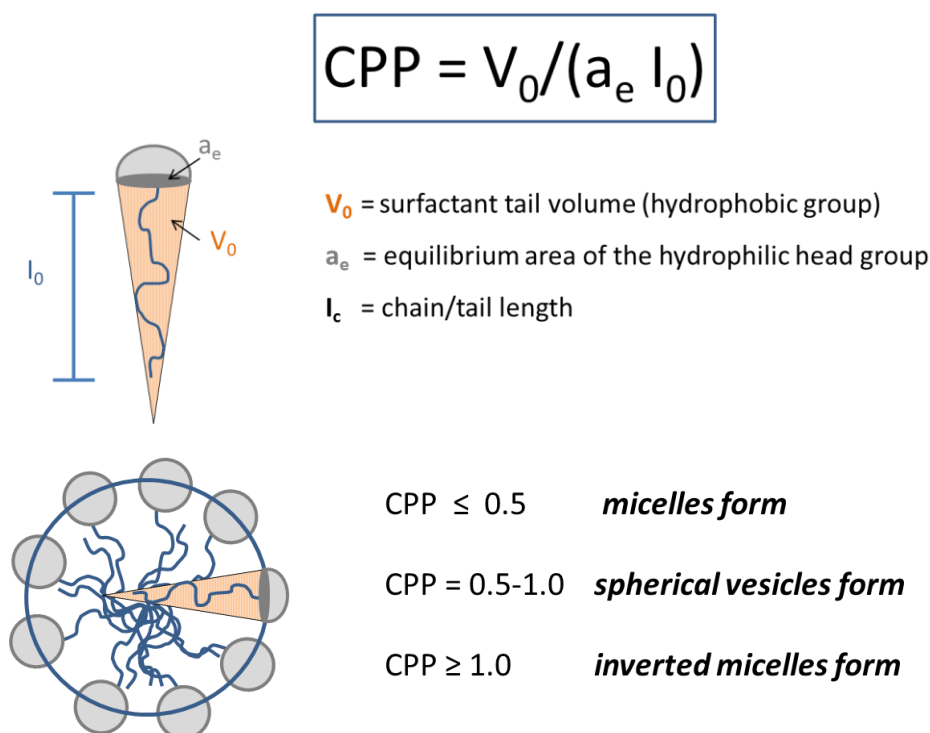 CPP = V₀/(aₑ l₀)
aₑ
V₀
l₀
V₀ = surfactant tail volume (hydrophobic group)
aₑ = equilibrium area of the hydrophilic head group
l_c = chain/tail length
CPP ≤ 0.5 micelles form
CPP = 0.5-1.0 spherical vesicles form
CPP ≥ 1.0 inverted micelles form